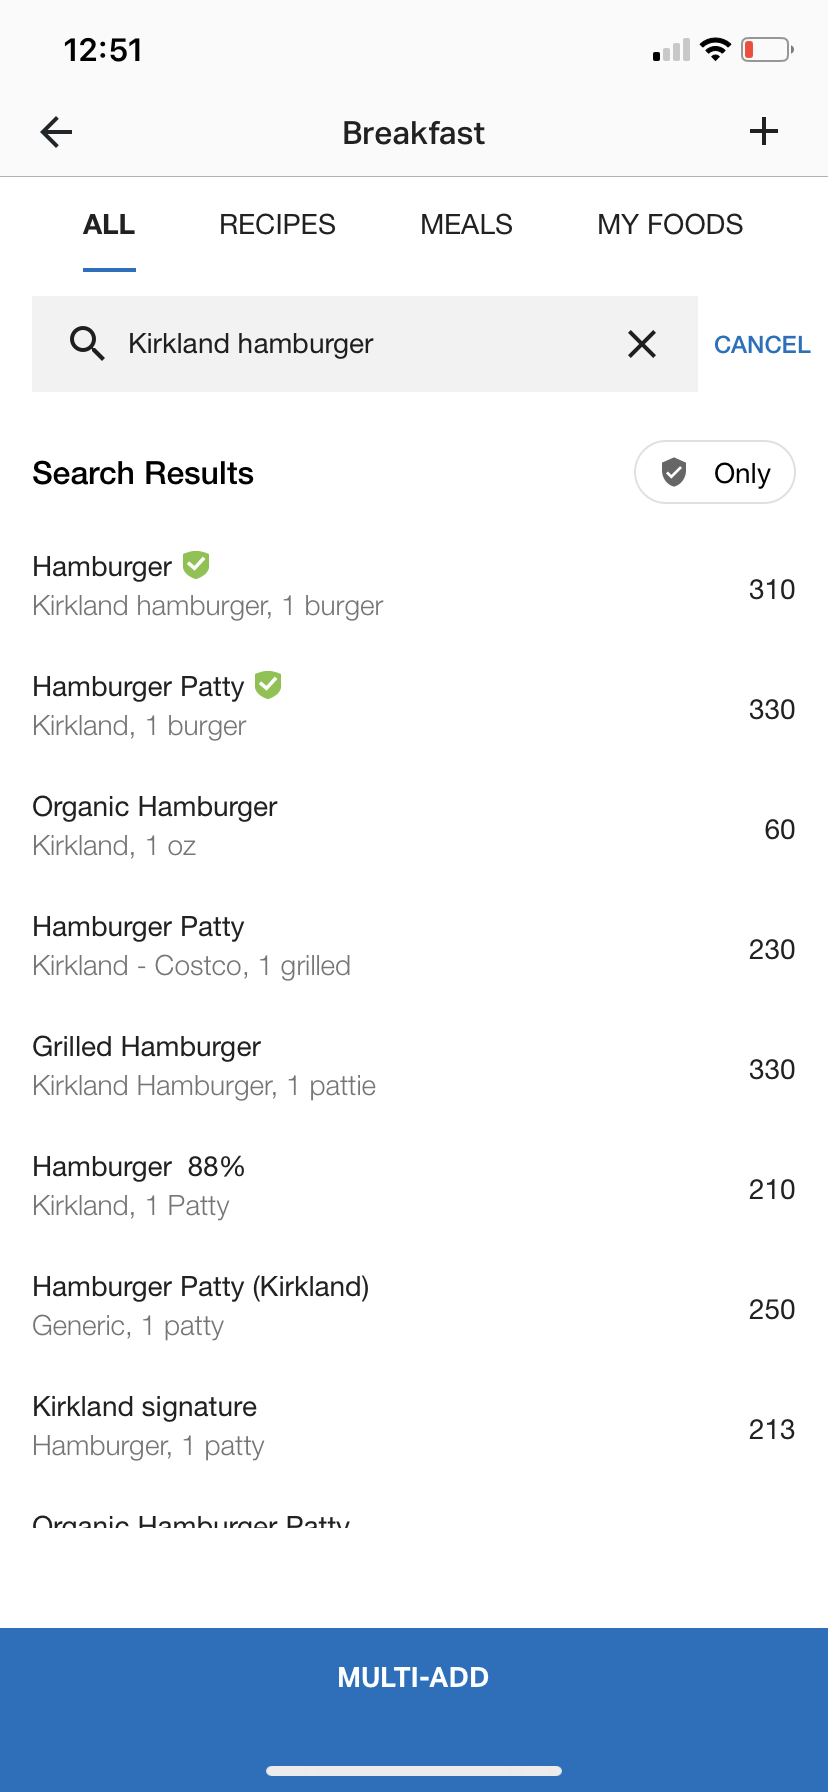 12:51
Breakfast
ALL RECIPES MEALS MY FOODS
Kirkland hamburger CANCEL
Search Results Only
Hamburger
Kirkland hamburger, 1 burger
310
Hamburger Patty
Kirkland, 1 burger
330
Organic Hamburger
Kirkland, 1 oz
60
Hamburger Patty
Kirkland - Costco, 1 grilled
230
Grilled Hamburger
Kirkland Hamburger, 1 pattie
330
Hamburger  88%
Kirkland, 1 Patty
210
Hamburger Patty (Kirkland)
Generic, 1 patty
250
Kirkland signature
Hamburger, 1 patty
213
Organic Hamburger Patty
MULTI-ADD